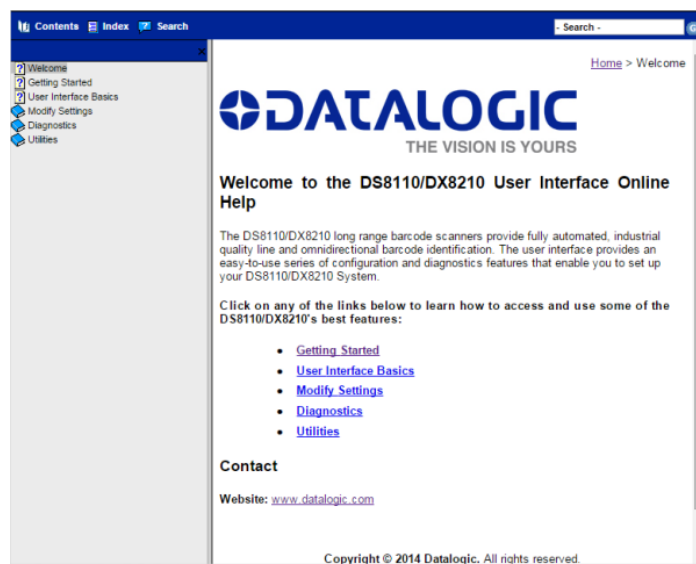 Contents Index Search
- Search -
Welcome
Getting Started
User Interface Basics
Modify Settings
Diagnostics
Utilities
Home > Welcome
DATALOGIC
THE VISION IS YOURS
Welcome to the DS8110/DX8210 User Interface Online
Help
The DS8110/DX8210 long range barcode scanners provide fully automated, industrial
quality line and omnidirectional barcode identification. The user interface provides an
easy-to-use series of configuration and diagnostics features that enable you to set up
your DS8110/DX8210 System.
Click on any of the links below to learn how to access and use some of the
DS8110/DX8210's best features:
• Getting Started
• User Interface Basics
• Modify Settings
• Diagnostics
• Utilities
Contact
Website: www.datalogic.com
Copyright © 2014 Datalogic. All rights reserved.